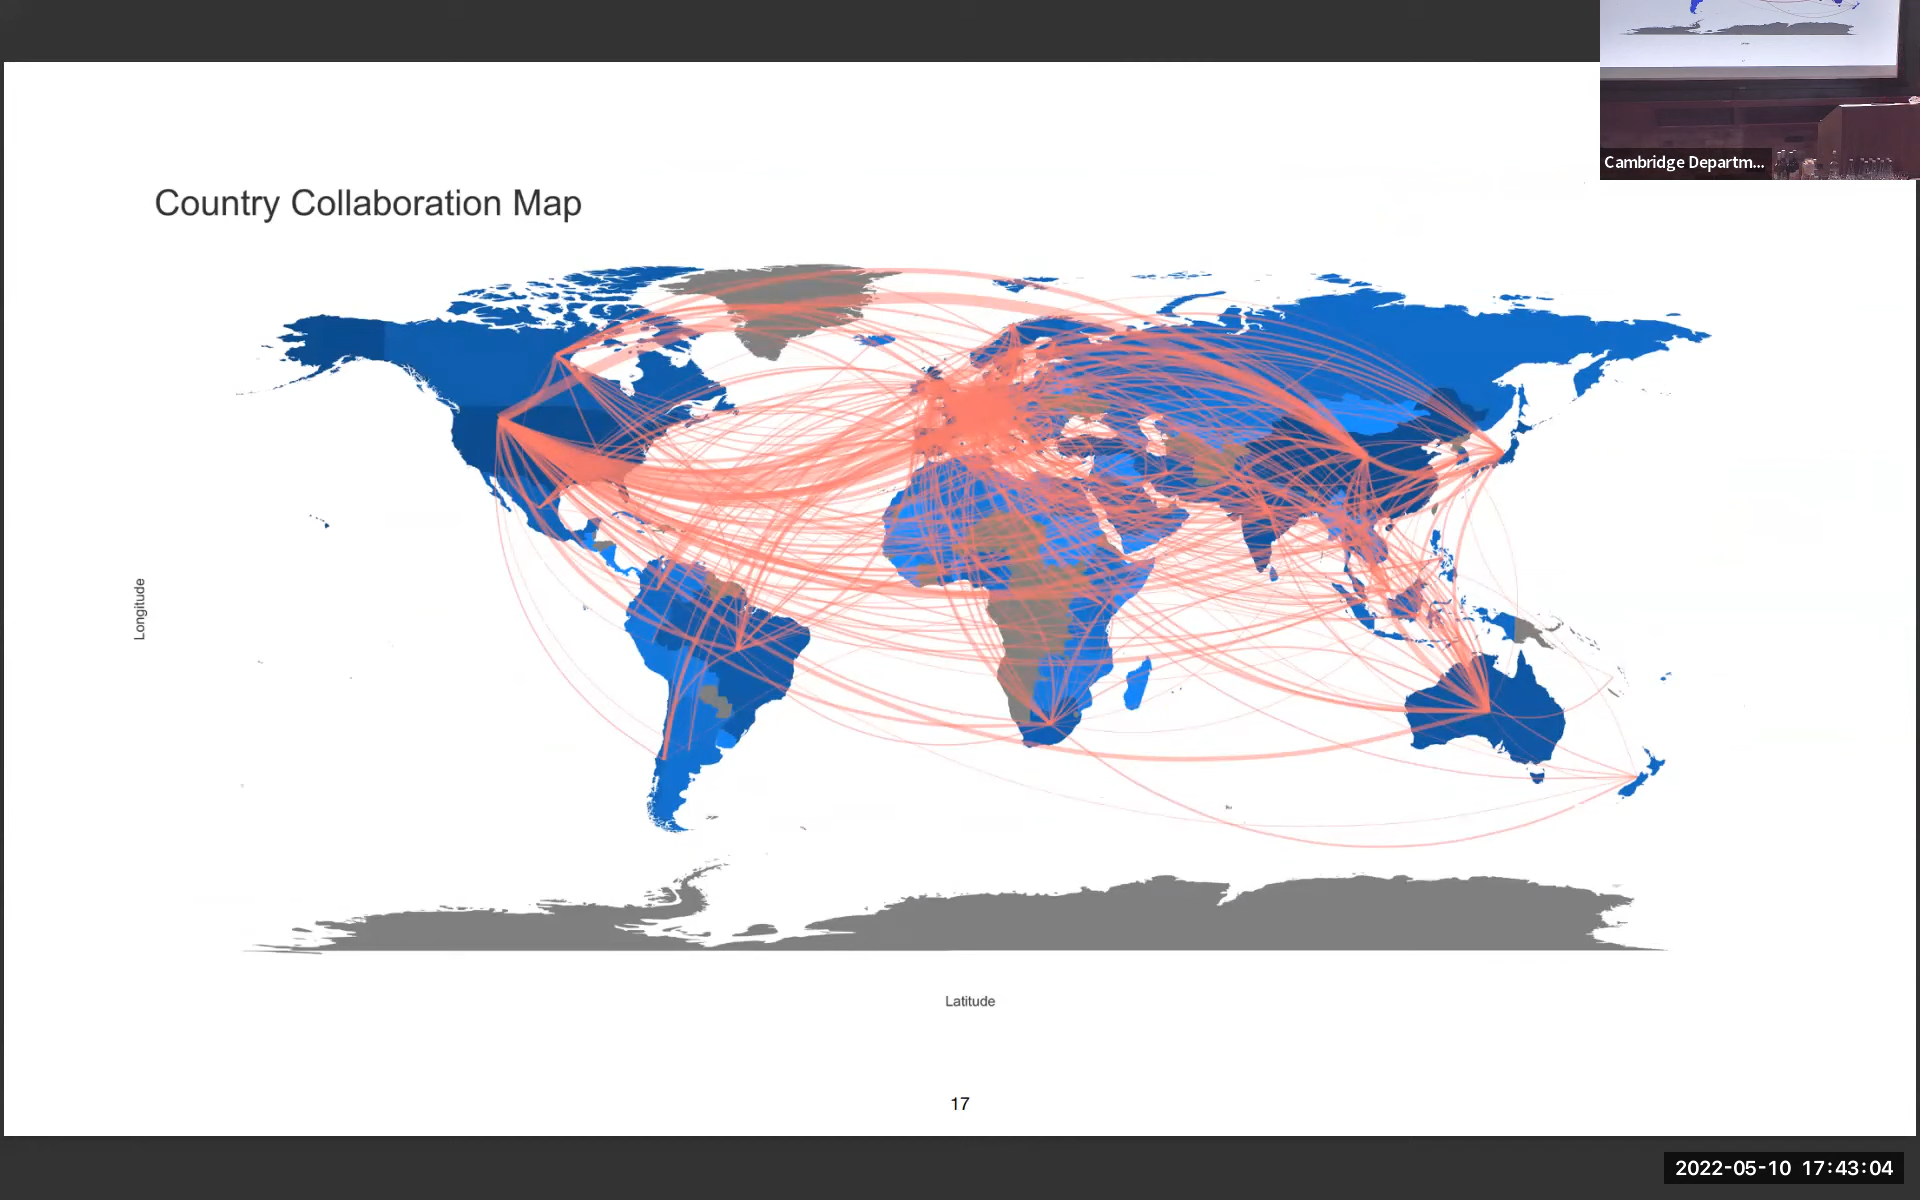 Cambridge Departm...
Country Collaboration Map
Longitude
Latitude
17
2022-05-10 17:43:04